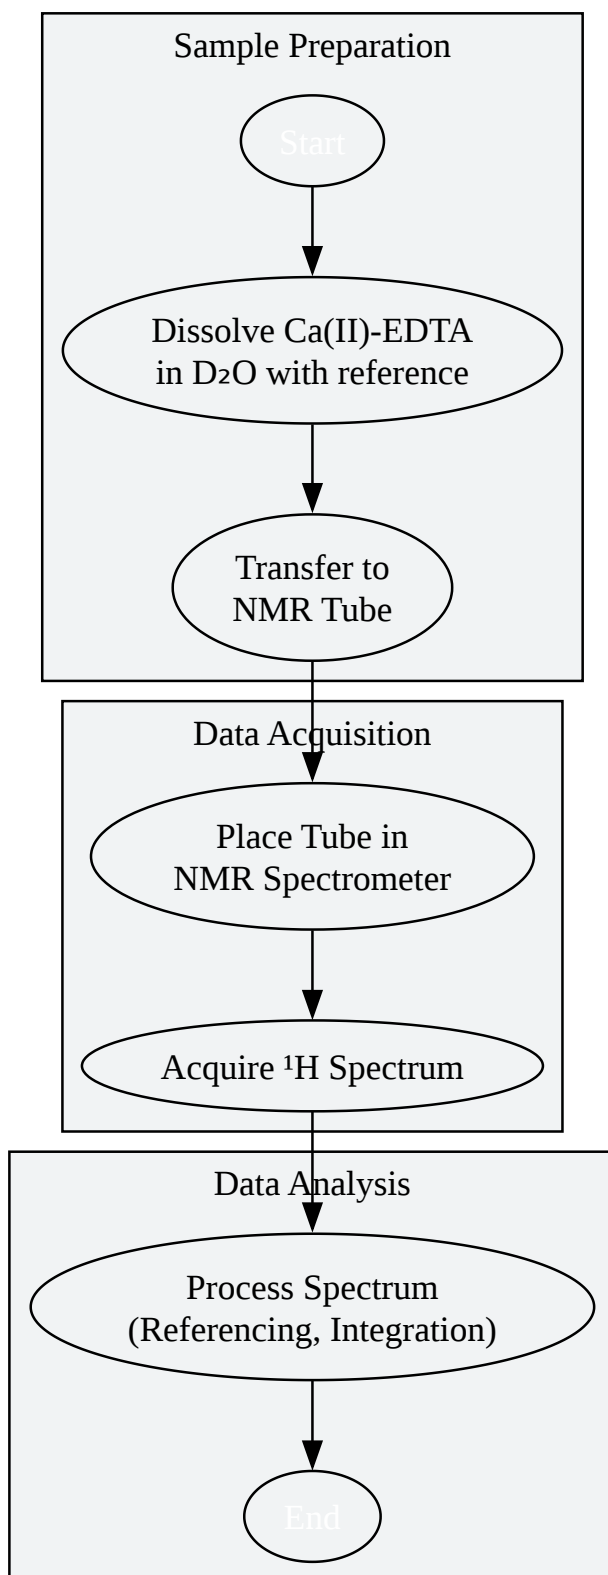 Sample Preparation
Start
Dissolve Ca(II)-EDTA
in D₂O with reference
Transfer to
NMR Tube
Data Acquisition
Place Tube in
NMR Spectrometer
Acquire ¹H Spectrum
Data Analysis
Process Spectrum
(Referencing, Integration)
End